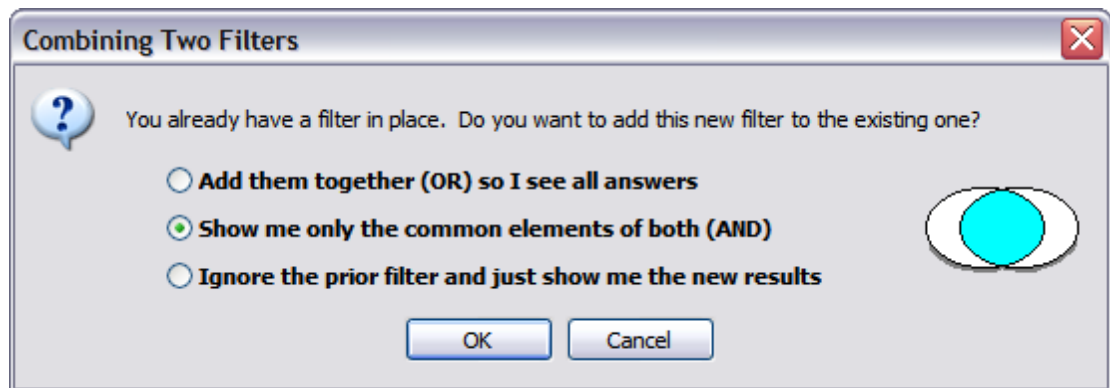 Combining Two Filters
You already have a filter in place.  Do you want to add this new filter to the existing one?
Add them together (OR) so I see all answers
Show me only the common elements of both (AND)
Ignore the prior filter and just show me the new results
OK
Cancel